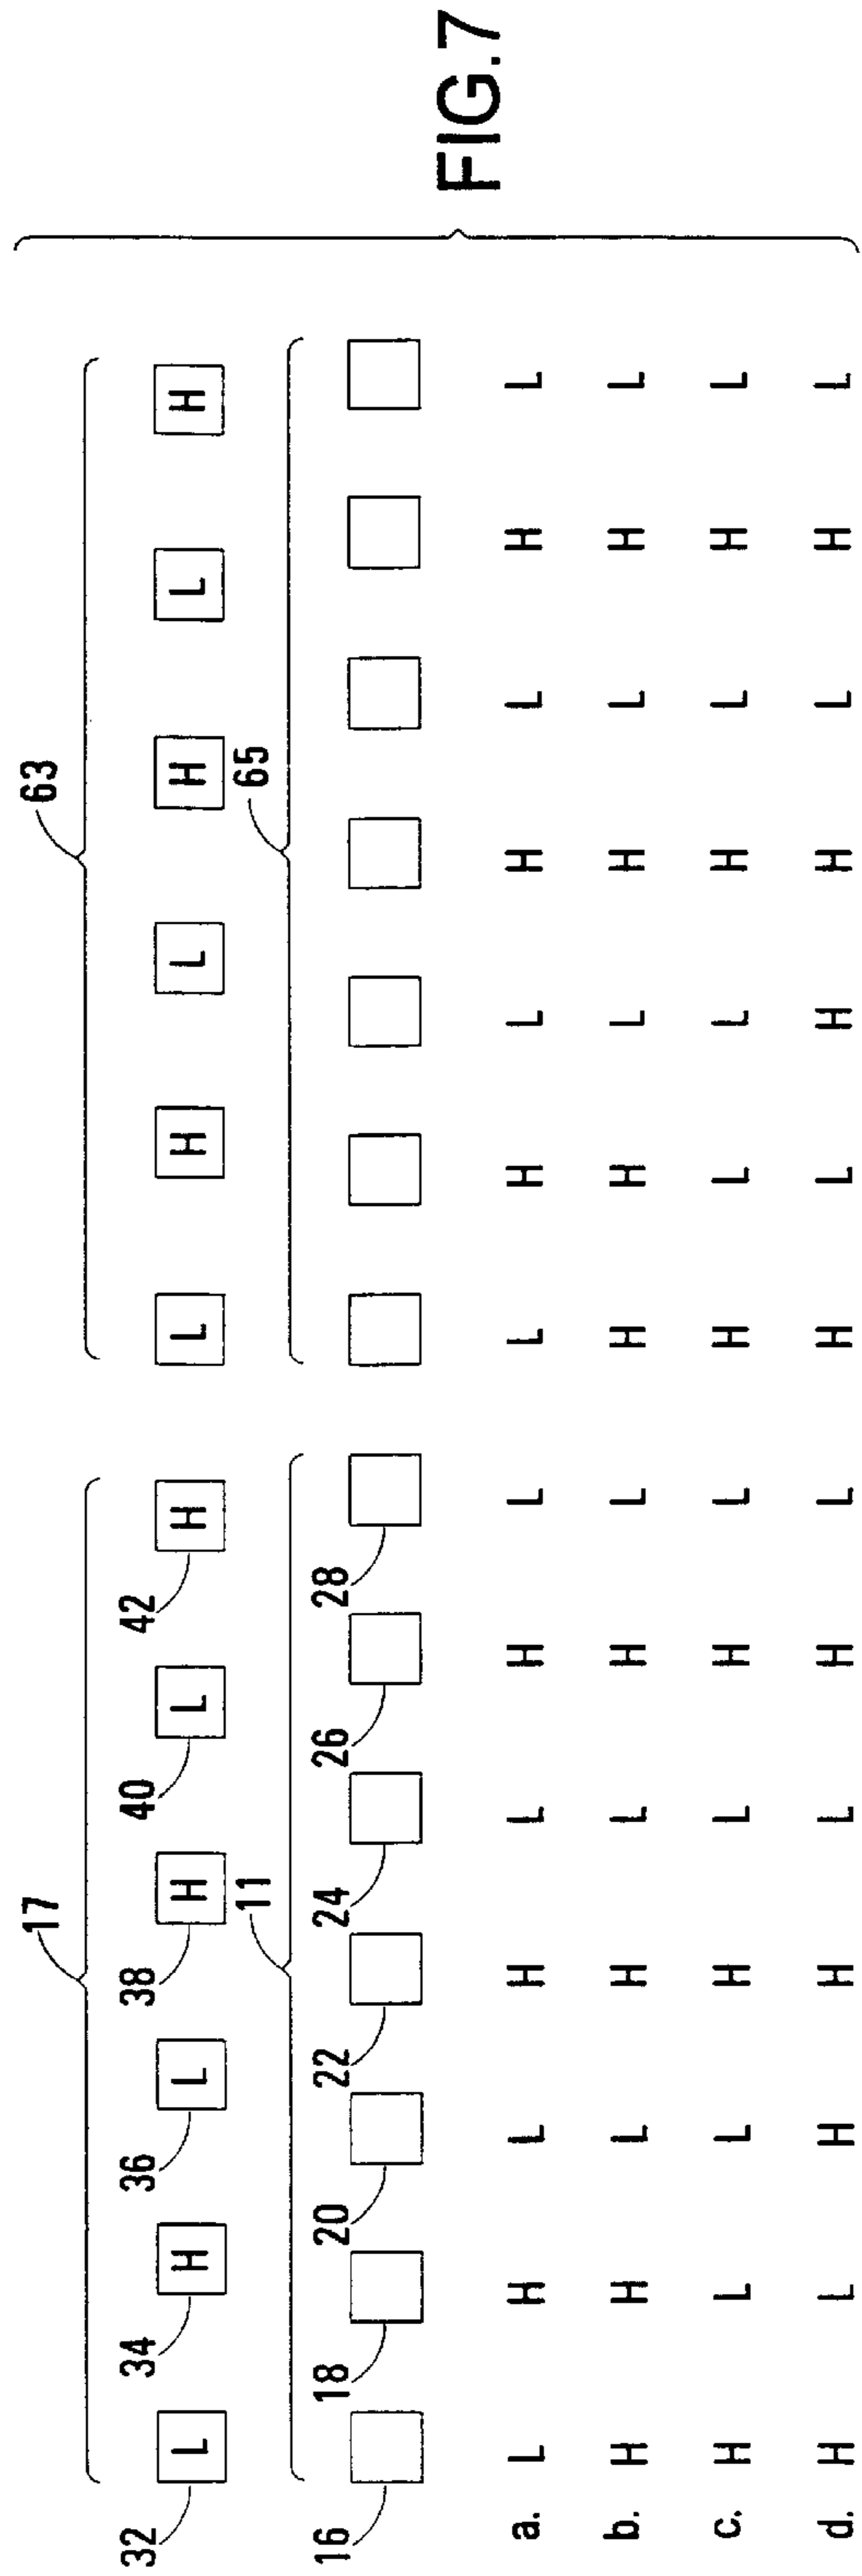 17 63
32 34 36 38 40 42
L H L H L H L H L H L H
11 65
16 18 20 22 24 26 28
a. L H L H L H L L H L H L H L
b. H H L H L H L H H L H L H L
c. H L L H L H L H L L H L H L
d. H L H H L H L H L H H L H L
FIG.7